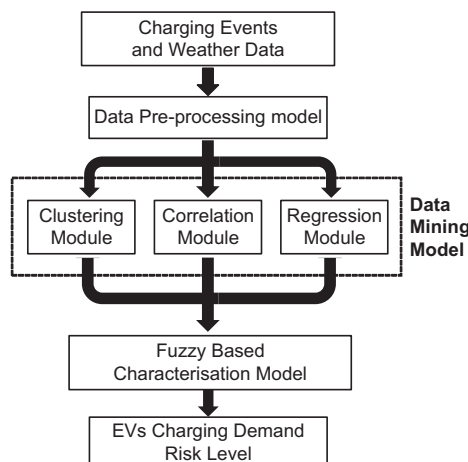 Charging Events
and Weather Data
Data Pre-processing model
Clustering
Module
Correlation
Module
Regression
Module
Data
Mining
Model
Fuzzy Based
Characterisation Model
EVs Charging Demand
Risk Level